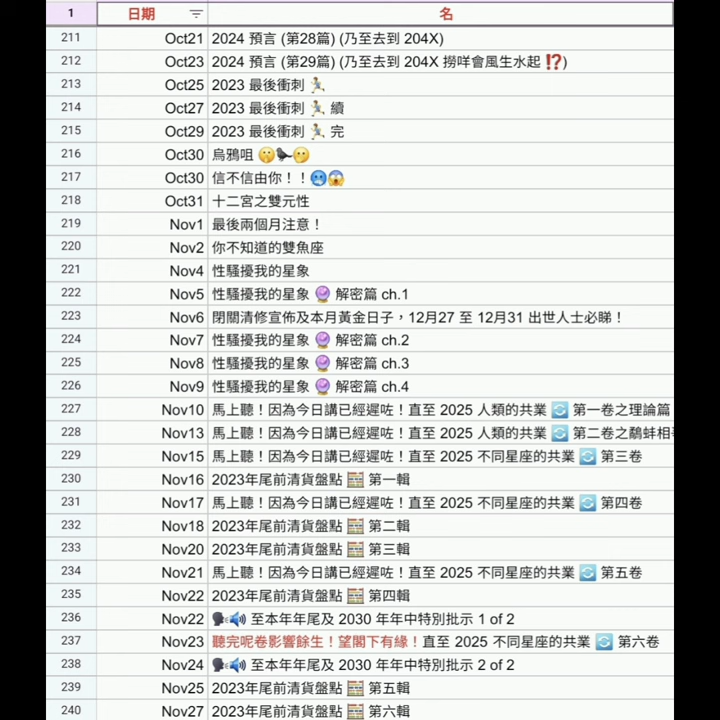 1 日期 名
211 Oct21 2024 預言 (第28篇) (乃至去到 204X)
212 Oct23 2024 預言 (第29篇) (乃至去到 204X 撈咩會風生水起 ⁉️)
213 Oct25 2023 最後衝刺 🏃
214 Oct27 2023 最後衝刺 🏃 續
215 Oct29 2023 最後衝刺 🏃 完
216 Oct30 烏鴉咀 🤫🐦‍⬛🫢
217 Oct30 信不信由你！！🥶😱
218 Oct31 十二宮之雙元性
219 Nov1 最後兩個月注意！
220 Nov2 你不知道的雙魚座
221 Nov4 性騷擾我的星象
222 Nov5 性騷擾我的星象 🔮 解密篇 ch.1
223 Nov6 閉關清修宣佈及本月黃金日子，12月27 至 12月31 出世人士必睇！
224 Nov7 性騷擾我的星象 🔮 解密篇 ch.2
225 Nov8 性騷擾我的星象 🔮 解密篇 ch.3
226 Nov9 性騷擾我的星象 🔮 解密篇 ch.4
227 Nov10 馬上聽！因為今日講已經遲咗！直至 2025 人類的共業 🔄 第一卷之理論篇
228 Nov13 馬上聽！因為今日講已經遲咗！直至 2025 人類的共業 🔄 第二卷之鷸蚌相
229 Nov15 馬上聽！因為今日講已經遲咗！直至 2025 不同星座的共業 🔄 第三卷
230 Nov16 2023年尾前清貨盤點 🧮 第一輯
231 Nov17 馬上聽！因為今日講已經遲咗！直至 2025 不同星座的共業 🔄 第四卷
232 Nov18 2023年尾前清貨盤點 🧮 第二輯
233 Nov20 2023年尾前清貨盤點 🧮 第三輯
234 Nov21 馬上聽！因為今日講已經遲咗！直至 2025 不同星座的共業 🔄 第五卷
235 Nov22 2023年尾前清貨盤點 🧮 第四輯
236 Nov22 🗣️🔊 至本年年尾及 2030 年年中特別批示 1 of 2
237 Nov23 聽完呢卷影響餘生！望閣下有緣！直至 2025 不同星座的共業 🔄 第六卷
238 Nov24 🗣️🔊 至本年年尾及 2030 年年中特別批示 2 of 2
239 Nov25 2023年尾前清貨盤點 🧮 第五輯
240 Nov27 2023年尾前清貨盤點 🧮 第六輯